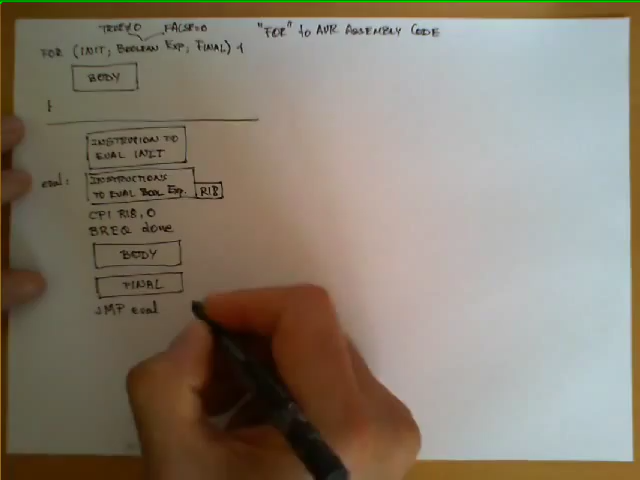 TRUE≠0 FALSE=0
"FOR" to AVR ASSEMBLY CODE
FOR (INIT; BOOLEAN EXP; FINAL) {
BODY
}
INSTRUCTION TO
EVAL INIT
eval: INSTRUCTIONS
TO EVAL BOOL EXP. R18
CPI R18, 0
BREQ done
BODY
FINAL
JMP eval